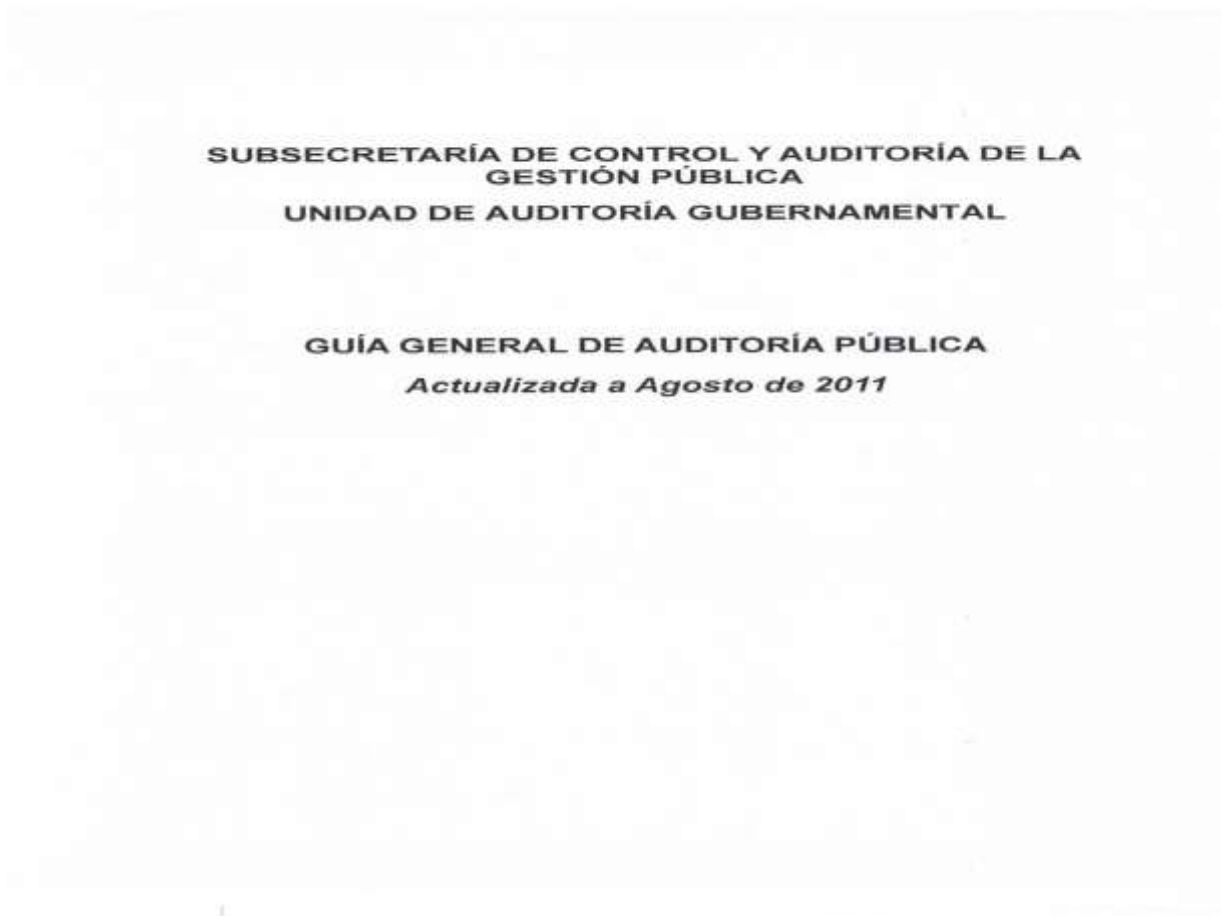 SUBSECRETARÍA DE CONTROL Y AUDITORÍA DE LA
GESTIÓN PÚBLICA
UNIDAD DE AUDITORÍA GUBERNAMENTAL
GUÍA GENERAL DE AUDITORÍA PÚBLICA
Actualizada a Agosto de 2011